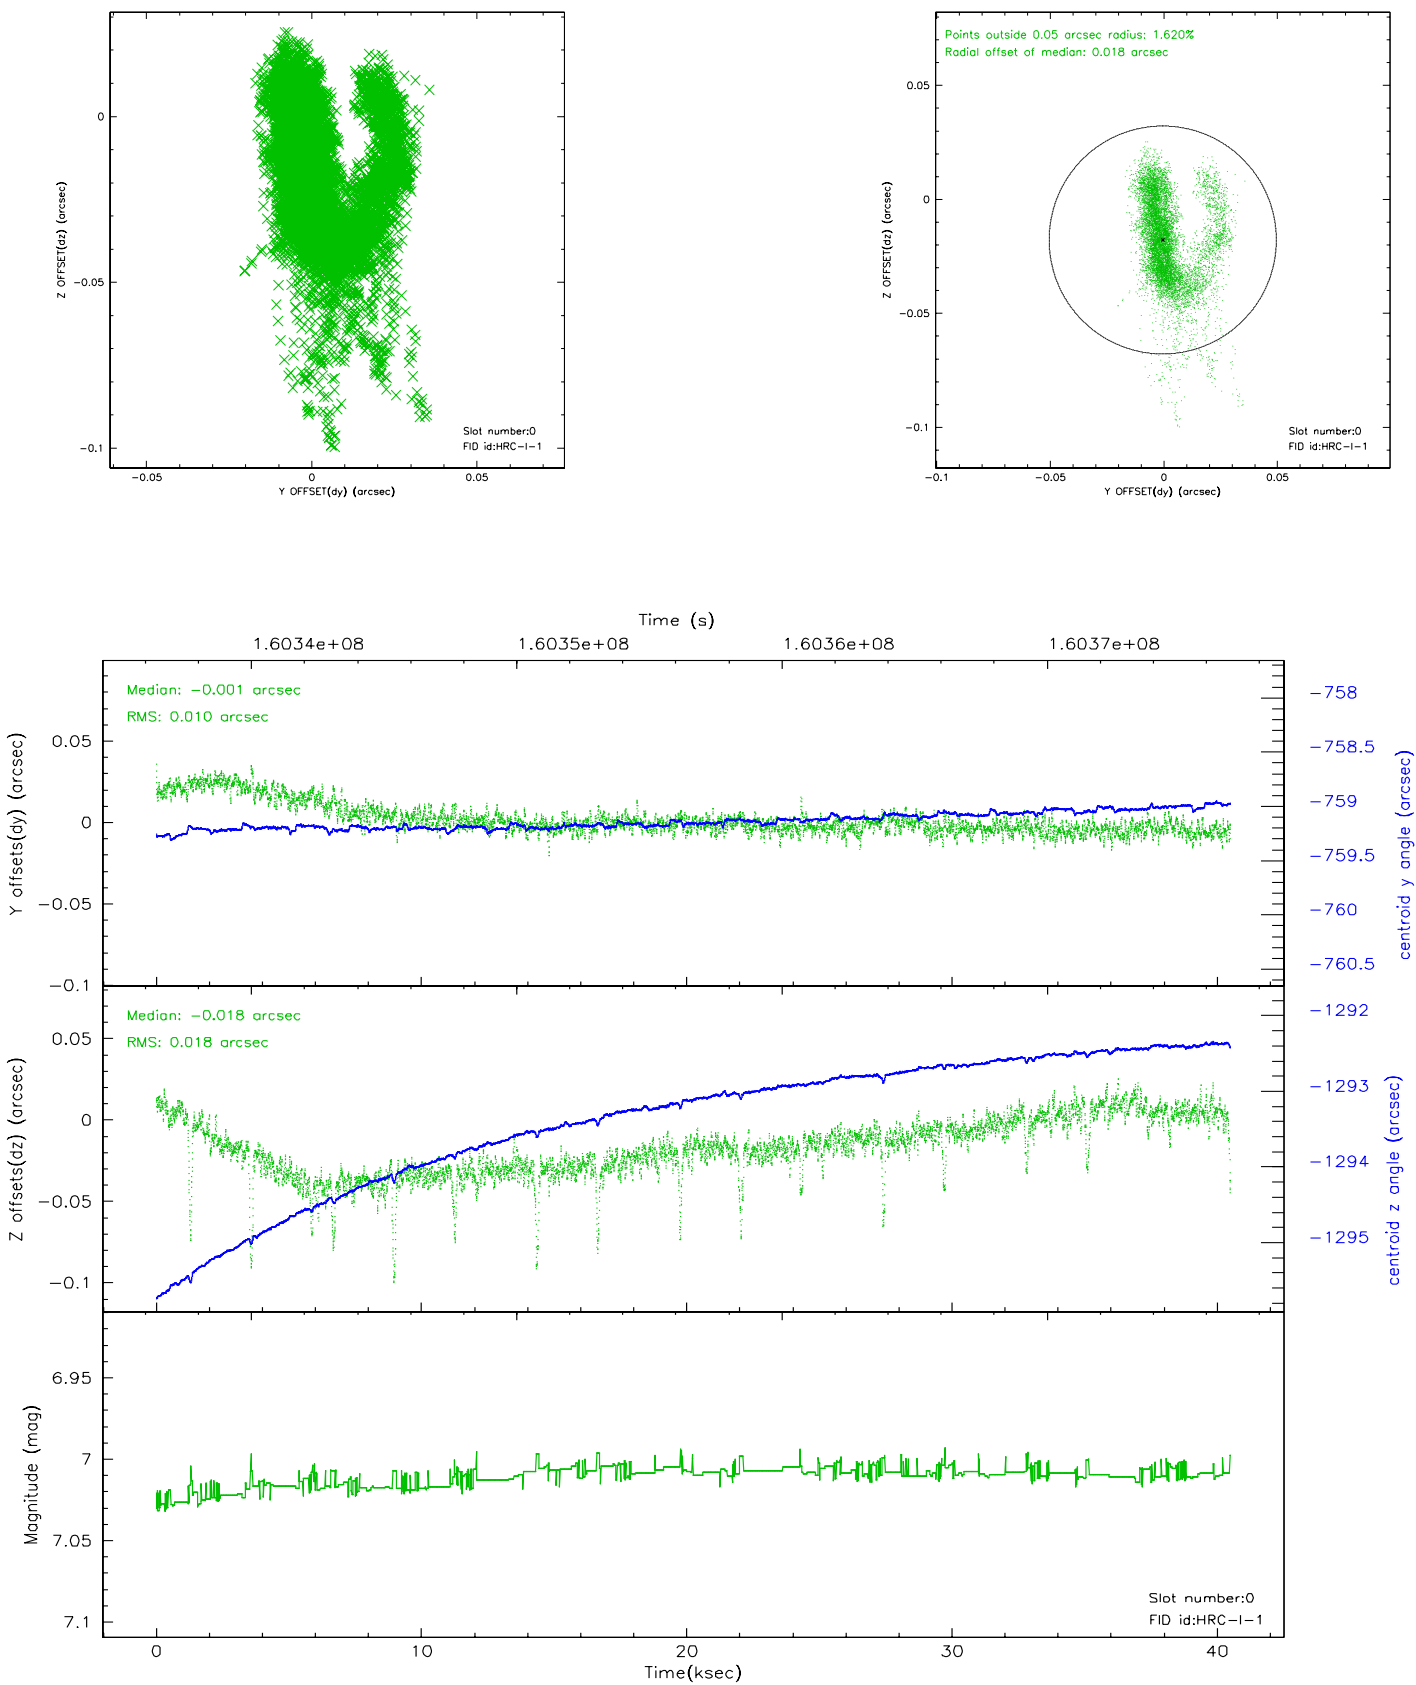 0
−0.05
−0.1
Z OFFSET(dz) (arcsec)
−0.05
0
0.05
Y OFFSET(dy) (arcsec)
Slot number:0
FID id:HRC−I−1
Points outside 0.05 arcsec radius: 1.620%
Radial offset of median: 0.018 arcsec
0.05
0
−0.05
−0.1
Z OFFSET(dz) (arcsec)
−0.1
−0.05
0
0.05
Y OFFSET(dy) (arcsec)
Slot number:0
FID id:HRC−I−1
Time (s)
1.6034e+08
1.6035e+08
1.6036e+08
1.6037e+08
Median: −0.001 arcsec
RMS: 0.010 arcsec
0.05
0
−0.05
−0.1
Y offsets(dy) (arcsec)
−758
−758.5
−759
−759.5
−760
−760.5
centroid y angle (arcsec)
Median: −0.018 arcsec
RMS: 0.018 arcsec
0.05
0
−0.05
−0.1
Z offsets(dz) (arcsec)
−1292
−1293
−1294
−1295
centroid z angle (arcsec)
6.95
7
7.05
7.1
Magnitude (mag)
Slot number:0
FID id:HRC−I−1
0
10
20
30
40
Time(ksec)